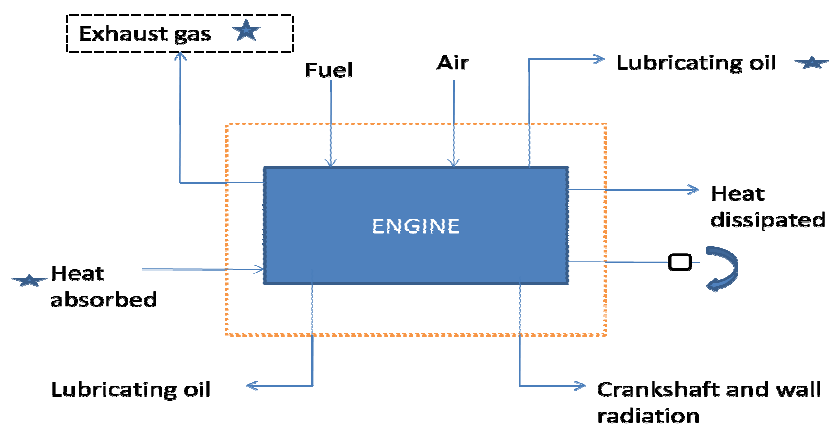 Exhaust gas
Fuel
Air
Lubricating oil
Heat
dissipated
ENGINE
Heat
absorbed
Lubricating oil
Crankshaft and wall
radiation